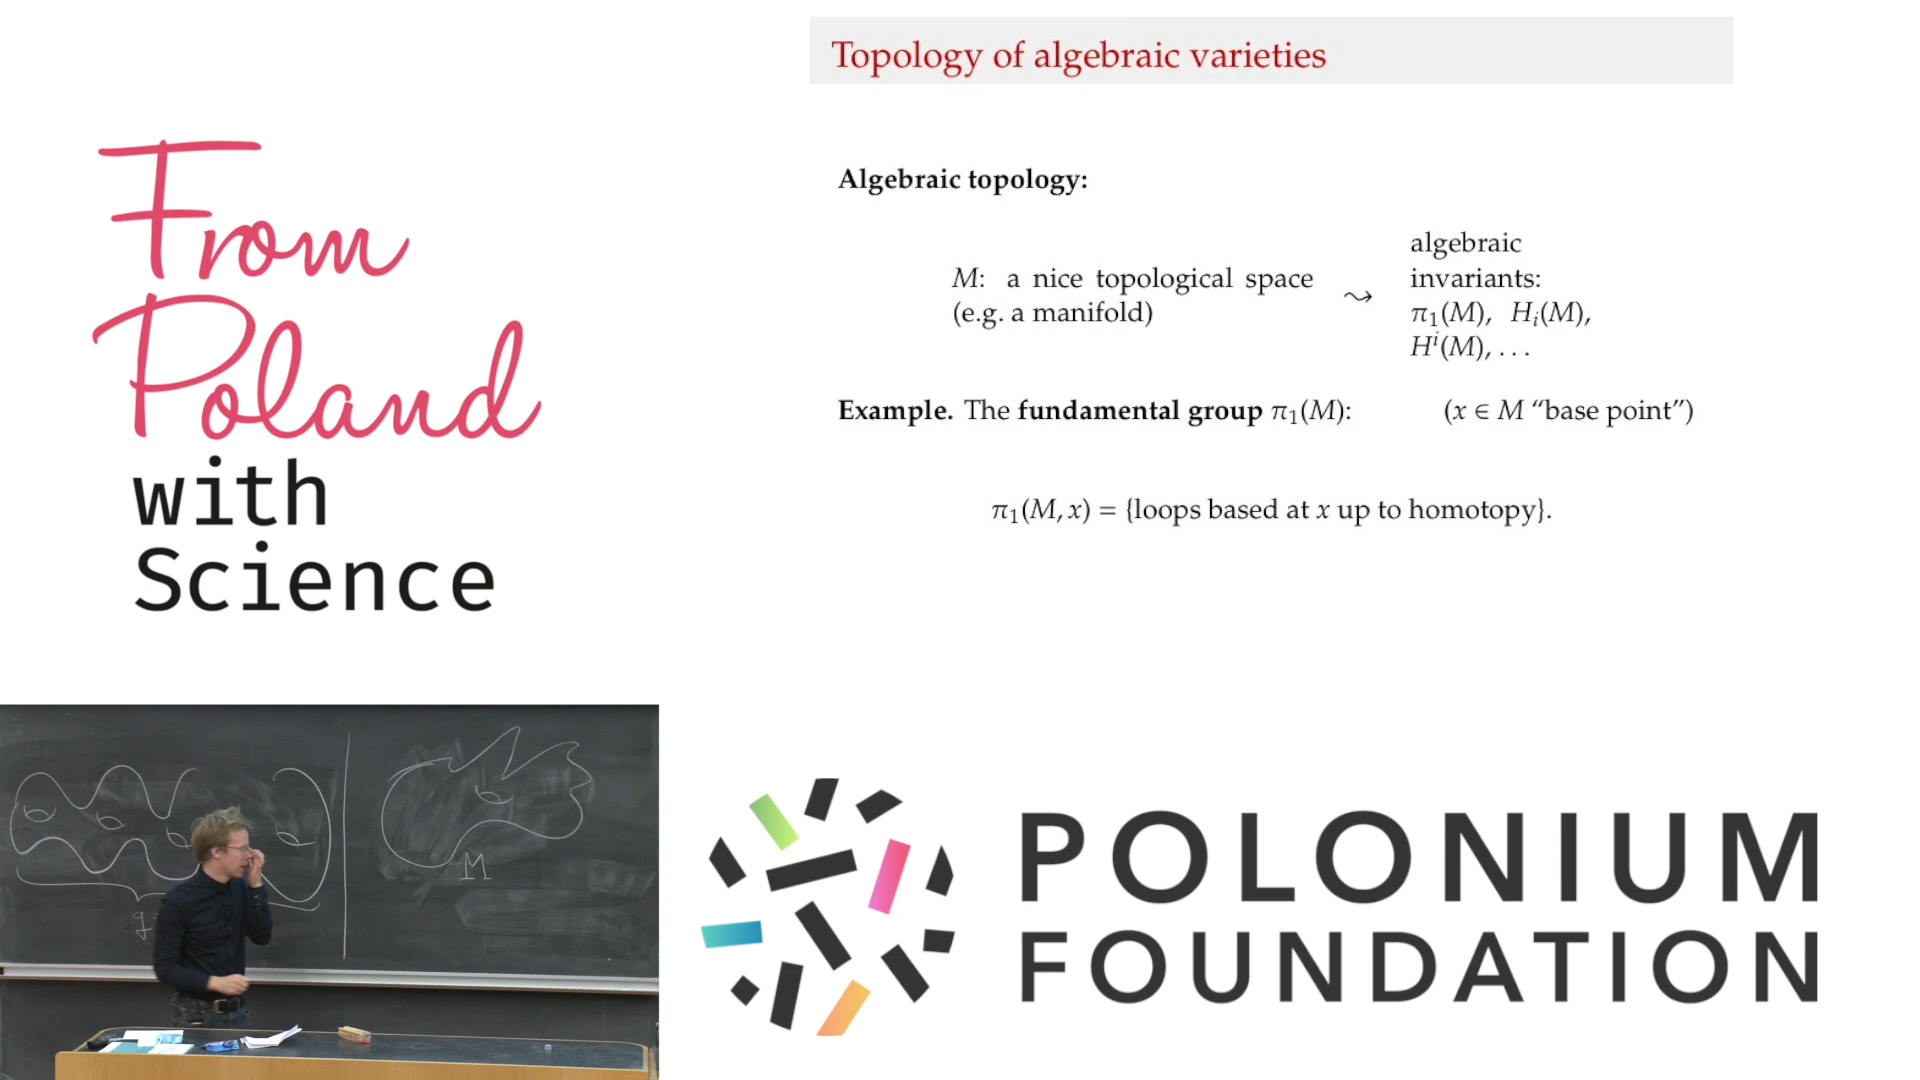 From
Poland
with
Science
Topology of algebraic varieties
Algebraic topology:
M: a nice topological space
(e.g. a manifold)
⇝
algebraic
invariants:
π₁(M), Hᵢ(M),
Hⁱ(M), . . .
Example. The fundamental group π₁(M): (x ∈ M “base point”)
π₁(M, x) = {loops based at x up to homotopy}.
g
M
POLONIUM
FOUNDATION